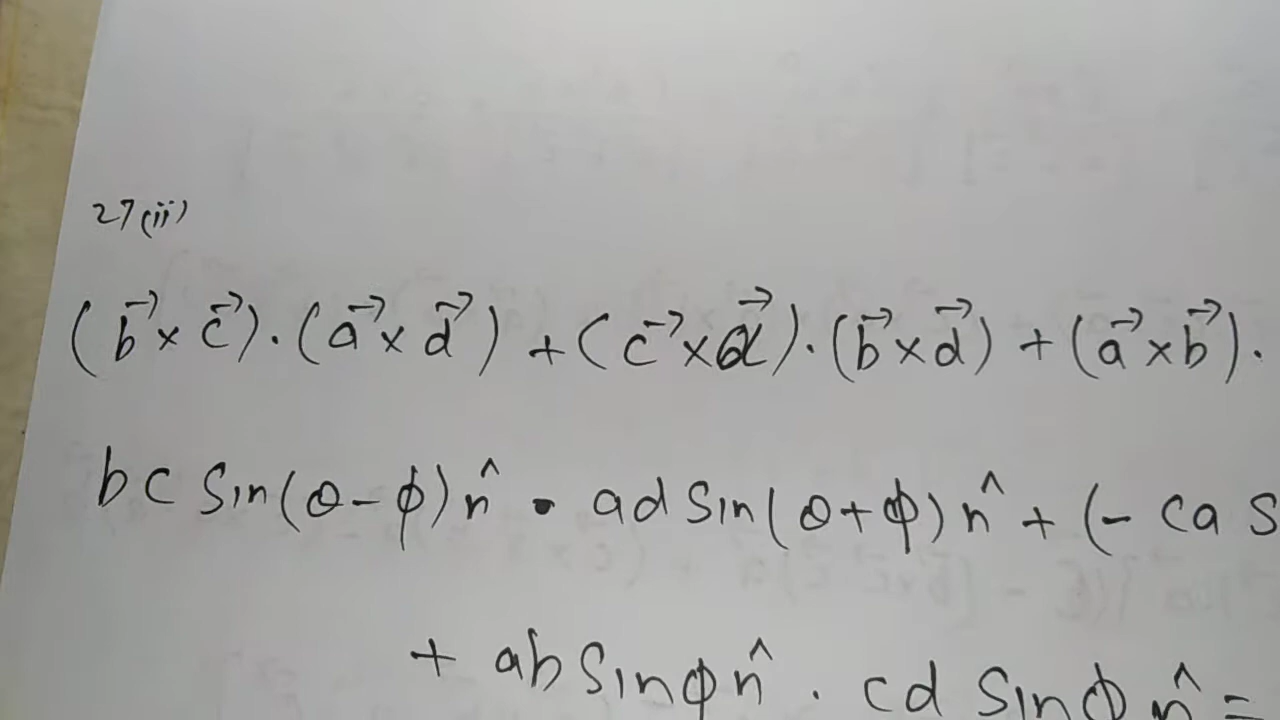 27(ii)
(b⃗ × c⃗).(a⃗ × d⃗) + (c⃗ × a⃗).(b⃗ × d⃗) + (a⃗ × b⃗).
bc Sin(θ-ϕ) n̂ • ad Sin(θ+ϕ) n̂ + (- ca S
+ ab Sinϕ n̂ . cd Sinϕ n̂ =